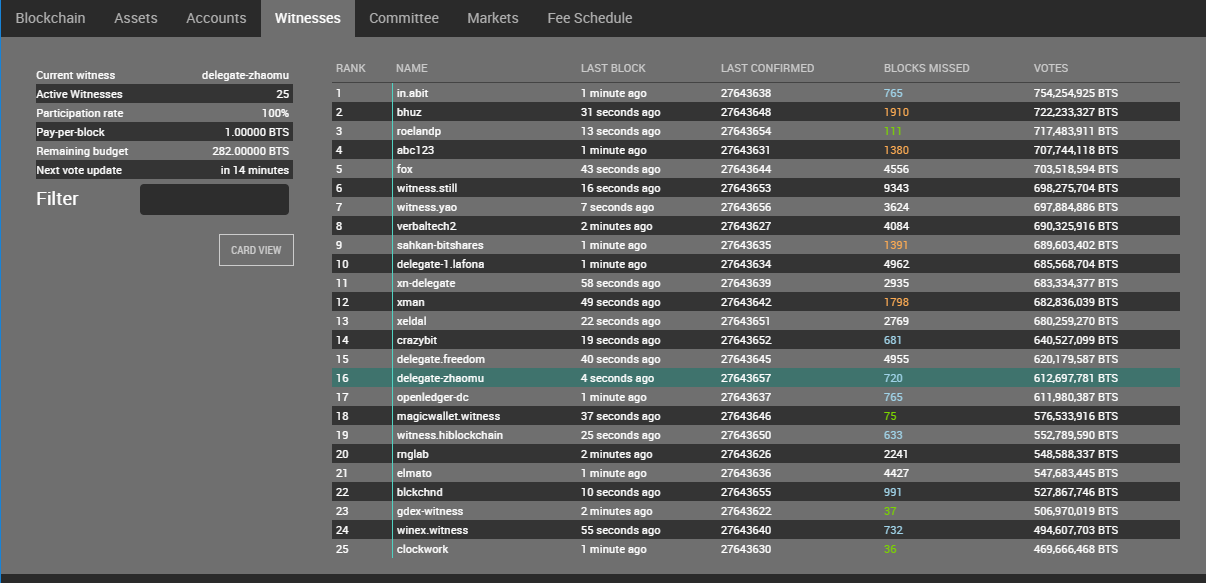 Blockchain Assets Accounts Witnesses Committee Markets Fee Schedule
Current witness delegate-zhaomu
Active Witnesses 25
Participation rate 100%
Pay-per-block 1.00000 BTS
Remaining budget 282.00000 BTS
Next vote update in 14 minutes
Filter
CARD VIEW
RANK NAME LAST BLOCK LAST CONFIRMED BLOCKS MISSED VOTES
1 in.abit 1 minute ago 27643638 765 754,254,925 BTS
2 bhuz 31 seconds ago 27643648 1910 722,233,327 BTS
3 roelandp 13 seconds ago 27643654 111 717,483,911 BTS
4 abc123 1 minute ago 27643631 1380 707,744,118 BTS
5 fox 43 seconds ago 27643644 4556 703,518,594 BTS
6 witness.still 16 seconds ago 27643653 9343 698,275,704 BTS
7 witness.yao 7 seconds ago 27643656 3624 697,884,886 BTS
8 verbaltech2 2 minutes ago 27643627 4084 690,325,916 BTS
9 sahkan-bitshares 1 minute ago 27643635 1391 689,603,402 BTS
10 delegate-1.lafona 1 minute ago 27643634 4962 685,568,704 BTS
11 xn-delegate 58 seconds ago 27643639 2935 683,334,377 BTS
12 xman 49 seconds ago 27643642 1798 682,836,039 BTS
13 xeldal 22 seconds ago 27643651 2769 680,259,270 BTS
14 crazybit 19 seconds ago 27643652 681 640,527,099 BTS
15 delegate.freedom 40 seconds ago 27643645 4955 620,179,587 BTS
16 delegate-zhaomu 4 seconds ago 27643657 720 612,697,781 BTS
17 openledger-dc 1 minute ago 27643637 765 611,980,387 BTS
18 magicwallet.witness 37 seconds ago 27643646 75 576,533,916 BTS
19 witness.hiblockchain 25 seconds ago 27643650 633 552,789,590 BTS
20 rnglab 2 minutes ago 27643626 2241 548,588,337 BTS
21 elmato 1 minute ago 27643636 4427 547,683,445 BTS
22 blckchnd 10 seconds ago 27643655 991 527,867,746 BTS
23 gdex-witness 2 minutes ago 27643622 37 506,970,019 BTS
24 winex.witness 55 seconds ago 27643640 732 494,607,703 BTS
25 clockwork 1 minute ago 27643630 36 469,666,468 BTS